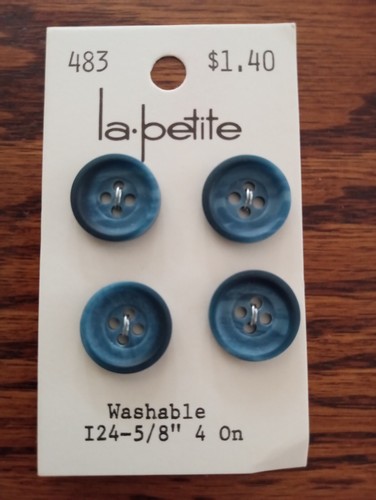 483 $1.40
la·petite
Washable
I24-5/8" 4 On